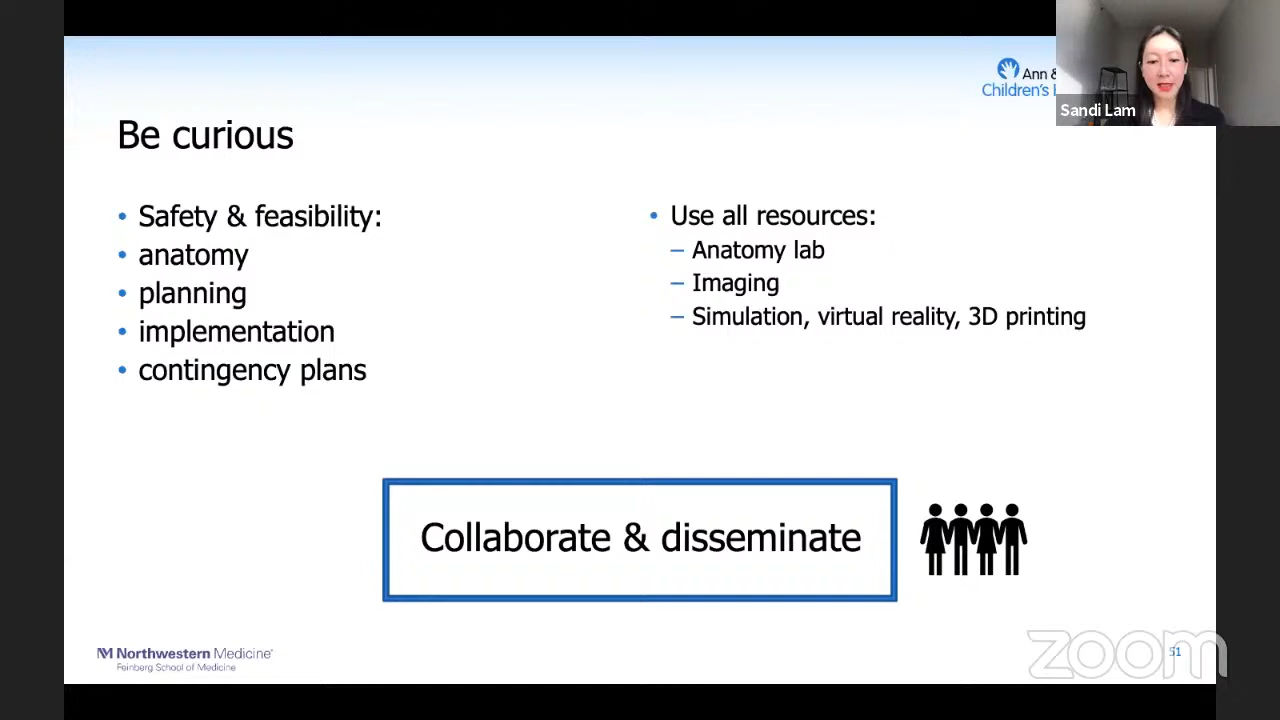 Ann &
Children's
Sandi Lam
Be curious
• Safety & feasibility:
• anatomy
• planning
• implementation
• contingency plans
• Use all resources:
– Anatomy lab
– Imaging
– Simulation, virtual reality, 3D printing
Collaborate & disseminate
Northwestern Medicine®
Feinberg School of Medicine
zoom
51